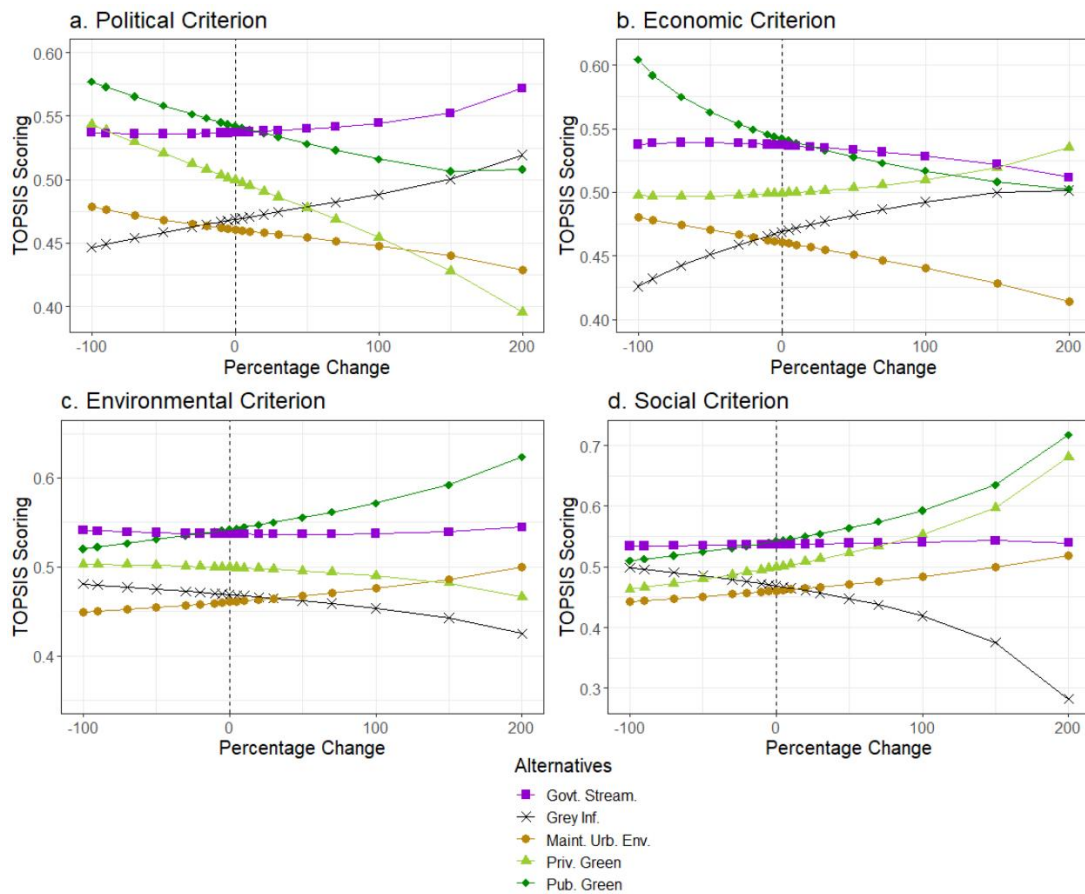 a. Political Criterion
0.60
0.55
0.50
0.45
0.40
TOPSIS Scoring
-100 0 100 200
Percentage Change
b. Economic Criterion
0.60
0.55
0.50
0.45
0.40
TOPSIS Scoring
-100 0 100 200
Percentage Change
c. Environmental Criterion
0.6
0.5
0.4
TOPSIS Scoring
-100 0 100 200
Percentage Change
d. Social Criterion
0.7
0.6
0.5
0.4
0.3
TOPSIS Scoring
-100 0 100 200
Percentage Change
Alternatives
Govt. Stream.
Grey Inf.
Maint. Urb. Env.
Priv. Green
Pub. Green